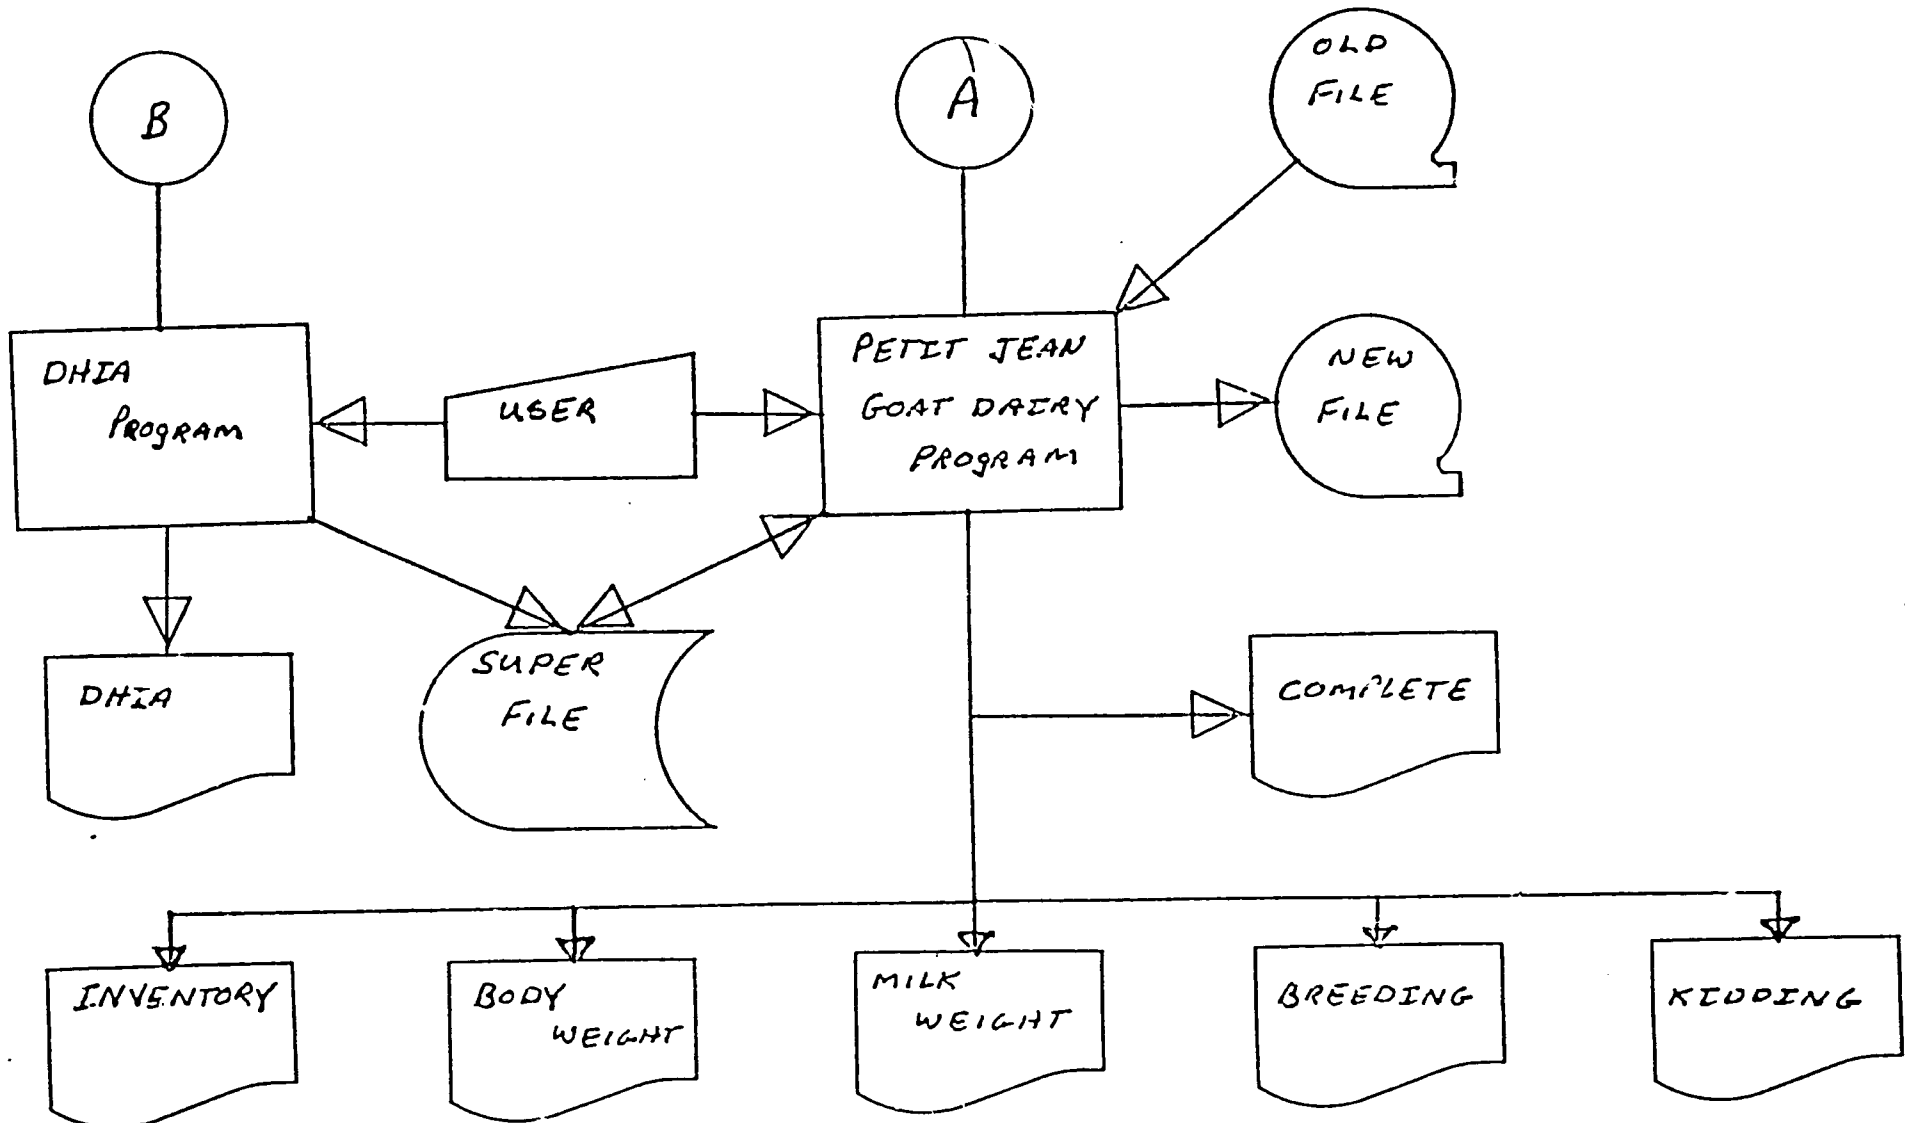 B
A
OLD
FILE
DHIA
PROGRAM
USER
PETIT JEAN
GOAT DAIRY
PROGRAM
NEW
FILE
DHIA
SUPER
FILE
COMPLETE
INVENTORY
BODY
WEIGHT
MILK
WEIGHT
BREEDING
KIDDING